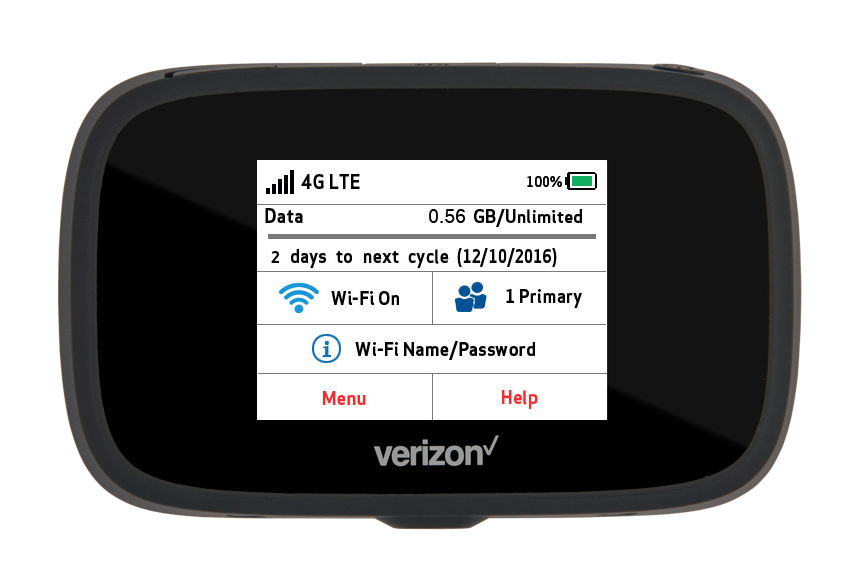 4G LTE 100%
Data 0.56 GB/Unlimited
2 days to next cycle (12/10/2016)
Wi-Fi On 1 Primary
i Wi-Fi Name/Password
Menu Help
verizon